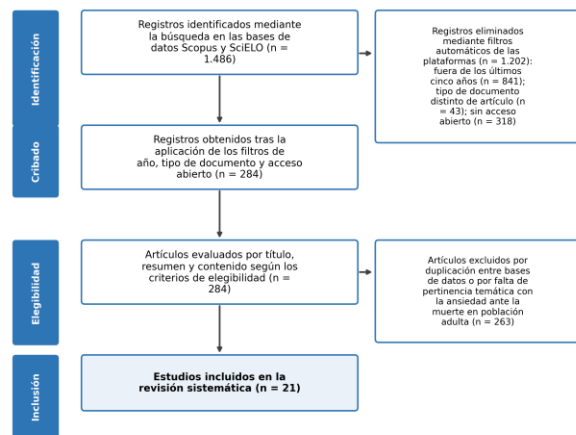 Identificación
Registros identificados mediante
la búsqueda en las bases de
datos Scopus y SciELO (n =
1.486)
Registros eliminados
mediante filtros
automáticos de las
plataformas (n = 1.202):
fuera de los últimos
cinco años (n = 841);
tipo de documento
distinto de artículo (n
= 43); sin acceso
abierto (n = 318)
Cribado
Registros obtenidos tras la
aplicación de los filtros de
año, tipo de documento y acceso
abierto (n = 284)
Elegibilidad
Artículos evaluados por título,
resumen y contenido según los
criterios de elegibilidad (n =
284)
Artículos excluidos por
duplicación entre bases
de datos o por falta de
pertinencia temática con
la ansiedad ante la
muerte en población
adulta (n = 263)
Inclusión
Estudios incluidos en la
revisión sistemática (n = 21)